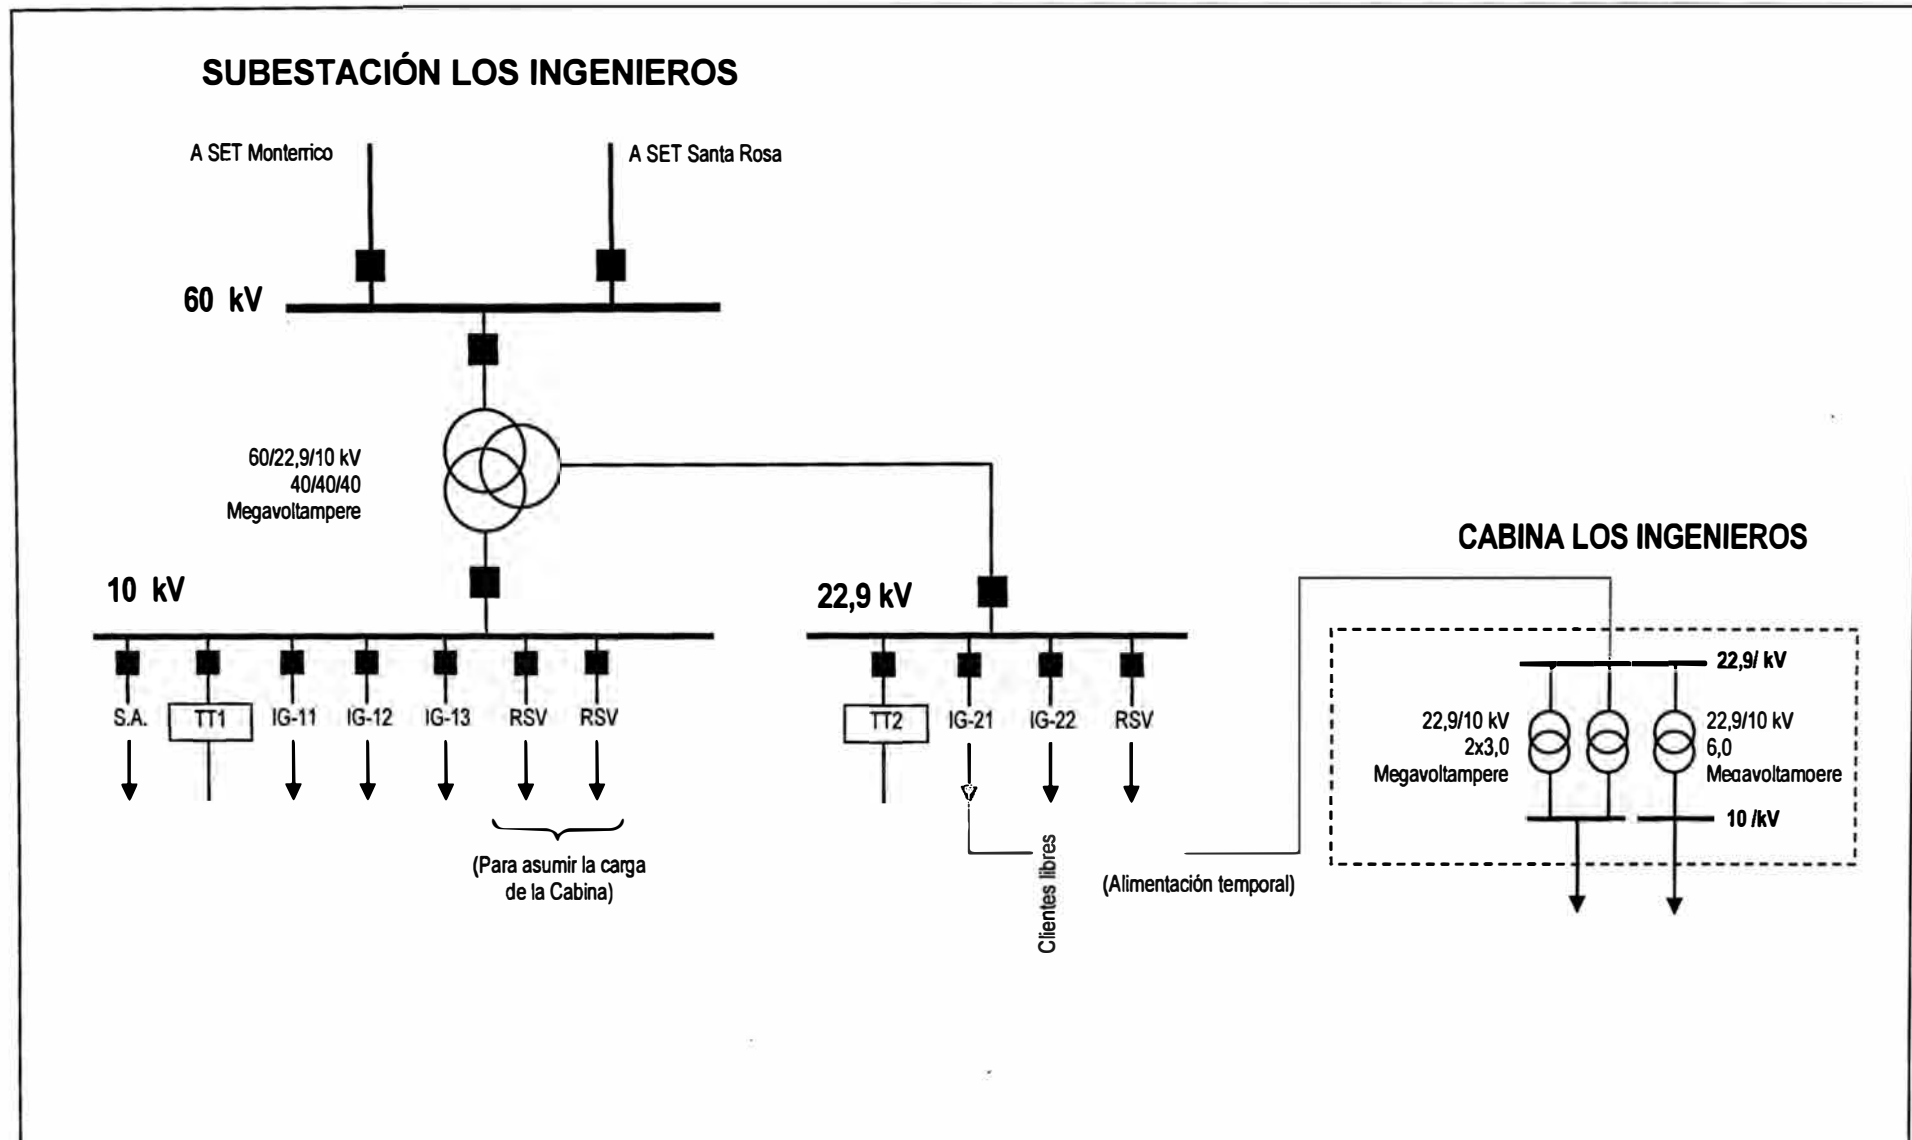 SUBESTACIÓN LOS INGENIEROS
A SET Monterrico
A SET Santa Rosa
60 kV
60/22,9/10 kV
40/40/40
Megavoltampere
10 kV
S.A.
TT1
IG-11
IG-12
IG-13
RSV
RSV
(Para asumir la carga
de la Cabina)
22,9 kV
TT2
IG-21
IG-22
RSV
Clientes libres
(Alimentación temporal)
CABINA LOS INGENIEROS
22,9/ kV
22,9/10 kV
2x3,0
Megavoltampere
22,9/10 kV
6,0
Megavoltamoere
10 /kV